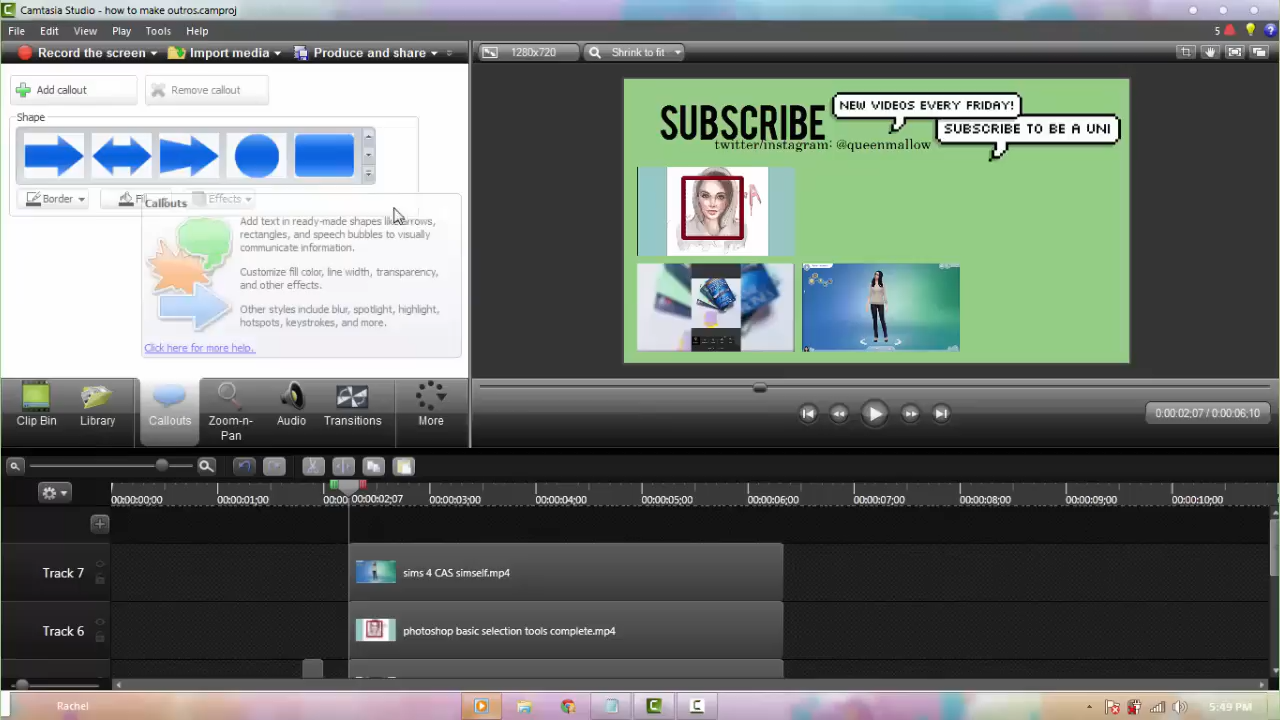 Camtasia Studio - how to make outros.camproj
File Edit View Play Tools Help
5
Record the screen Import media Produce and share
1280x720 Shrink to fit
Add callout Remove callout
Shape
Border Fill Effects
Callouts
Add text in ready-made shapes like arrows,
rectangles, and speech bubbles to visually
communicate information.
Customize fill color, line width, transparency,
and other effects.
Other styles include blur, spotlight, highlight,
hotspots, keystrokes, and more.
Click here for more help.
SUBSCRIBE
NEW VIDEOS EVERY FRIDAY!
SUBSCRIBE TO BE A UNI
twitter/instagram: @queenmallow
Clip Bin Library Callouts Zoom-n-
Pan Audio Transitions More
0:00:02;07 / 0:00:06;10
00:00:00;00 00:00:01;00 00:00 00:00:02;07 00:00:03;00 00:00:04;00 00:00:05;00 00:00:06;00 00:00:07;00 00:00:08;00 00:00:09;00 00:00:10;00
Track 7 sims 4 CAS simself.mp4
Track 6 photoshop basic selection tools complete.mp4
Rachel
5:49 PM